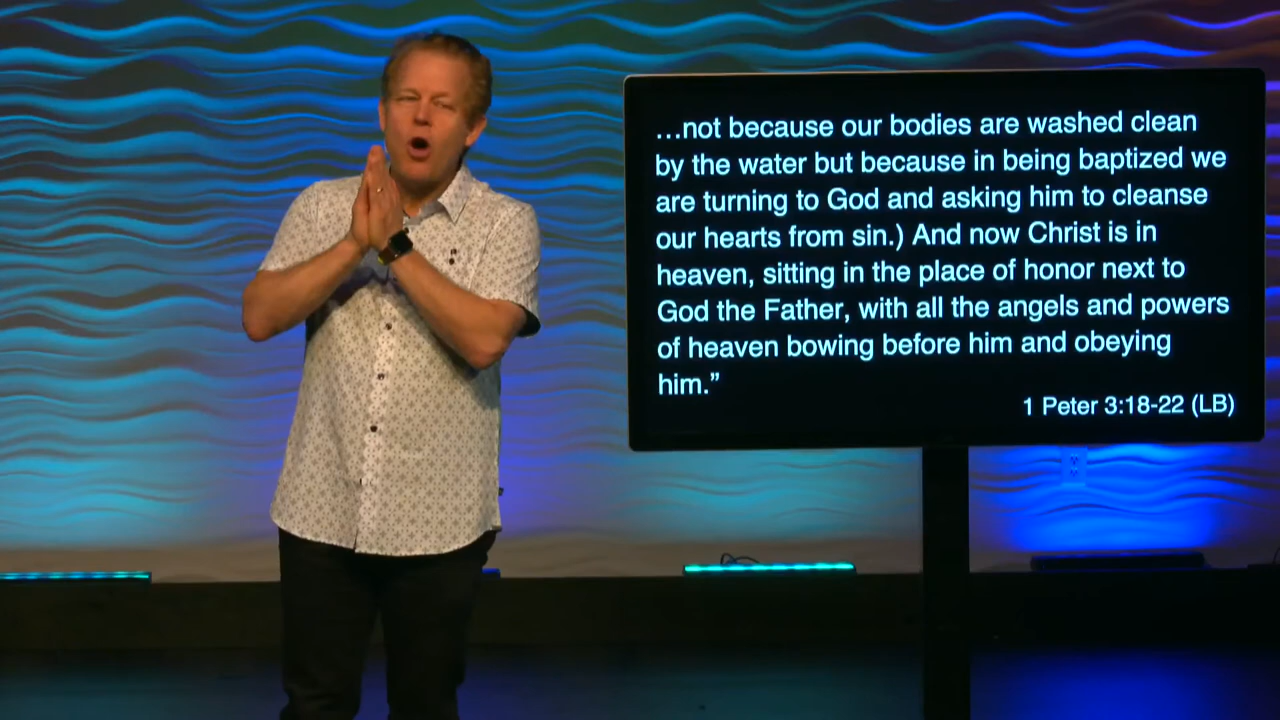 …not because our bodies are washed clean
by the water but because in being baptized we
are turning to God and asking him to cleanse
our hearts from sin.) And now Christ is in
heaven, sitting in the place of honor next to
God the Father, with all the angels and powers
of heaven bowing before him and obeying
him.”
1 Peter 3:18-22 (LB)